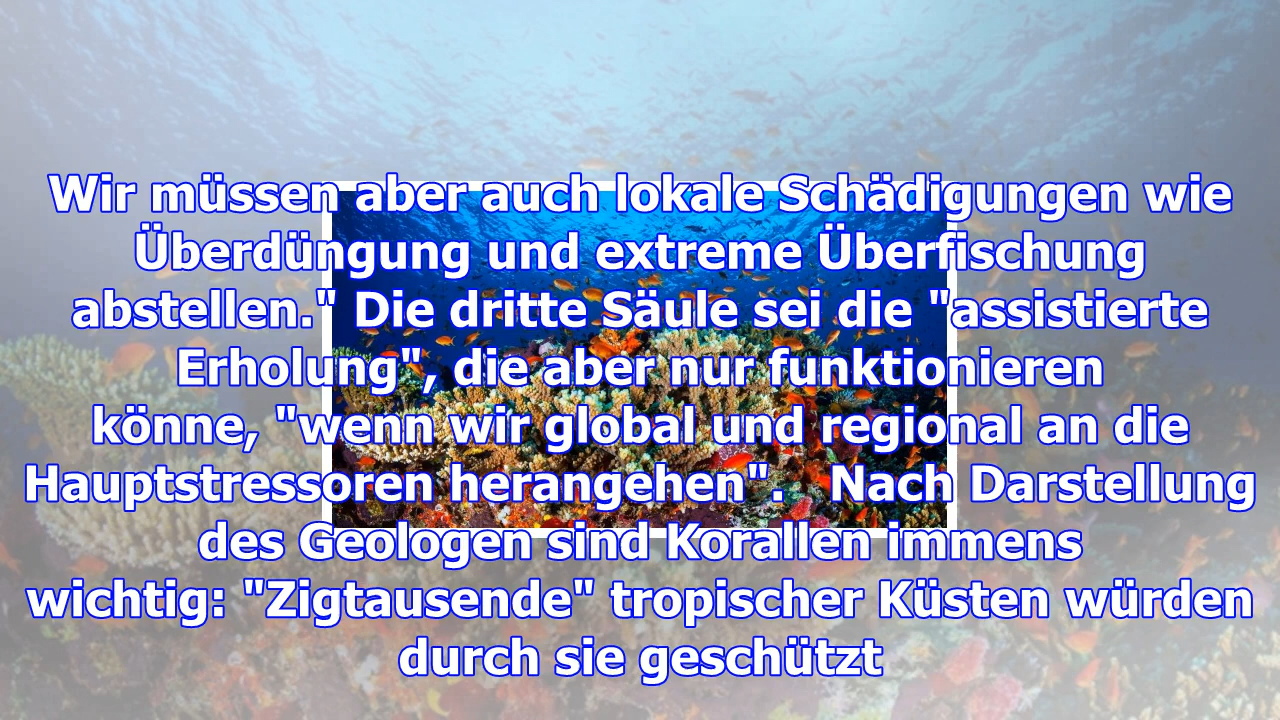 Wir müssen aber auch lokale Schädigungen wie
Überdüngung und extreme Überfischung
abstellen." Die dritte Säule sei die "assistierte
Erholung", die aber nur funktionieren
könne, "wenn wir global und regional an die
Hauptstressoren herangehen".   Nach Darstellung
des Geologen sind Korallen immens
wichtig: "Zigtausende" tropischer Küsten würden
durch sie geschützt